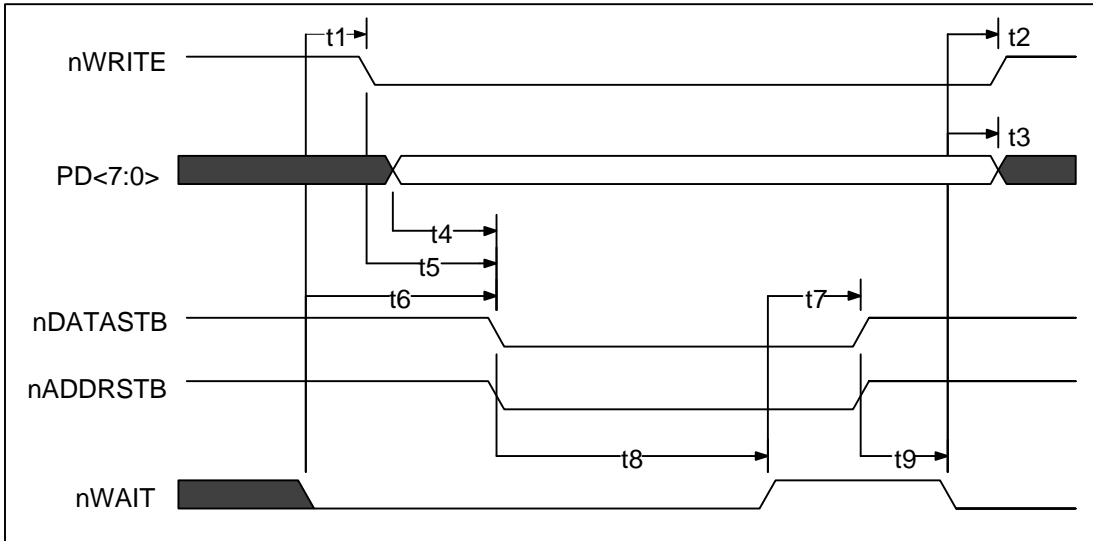 t1
t2
nWRITE
t3
PD<7:0>
t4
t5
t6
t7
nDATASTB
nADDRSTB
t8
t9
nWAIT